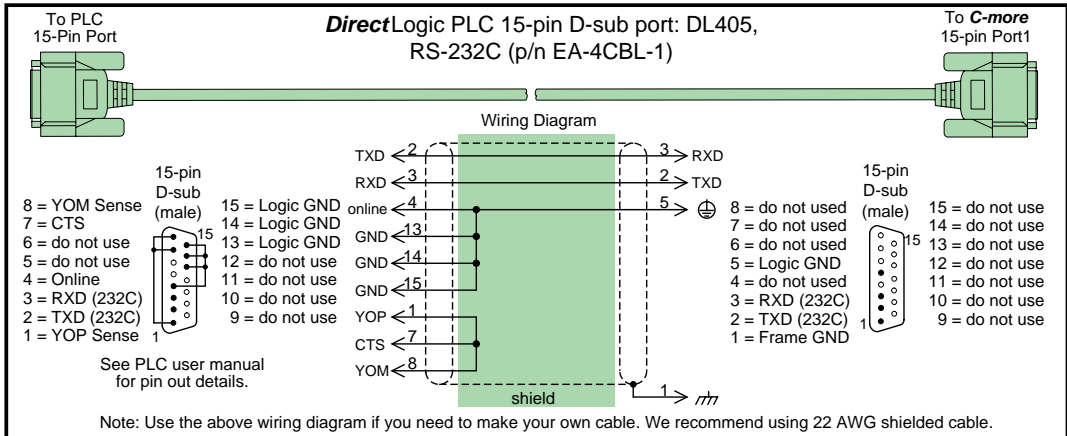 To PLC
15-Pin Port
DirectLogic PLC 15-pin D-sub port: DL405,
RS-232C (p/n EA-4CBL-1)
To C-more
15-pin Port1
Wiring Diagram
TXD 2 3 RXD
RXD 3 2 TXD
online 4 5
GND 13
GND 14
GND 15
YOP 1
CTS 7
YOM 8
shield
1
15-pin
D-sub
(male)
15
1
8 = YOM Sense
7 = CTS
6 = do not use
5 = do not use
4 = Online
3 = RXD (232C)
2 = TXD (232C)
1 = YOP Sense
15 = Logic GND
14 = Logic GND
13 = Logic GND
12 = do not use
11 = do not use
10 = do not use
9 = do not use
See PLC user manual
for pin out details.
8 = do not used
7 = do not used
6 = do not used
5 = Logic GND
4 = do not used
3 = RXD (232C)
2 = TXD (232C)
1 = Frame GND
15-pin
D-sub
(male)
15
1
15 = do not use
14 = do not use
13 = do not use
12 = do not use
11 = do not use
10 = do not use
9 = do not use
Note: Use the above wiring diagram if you need to make your own cable. We recommend using 22 AWG shielded cable.